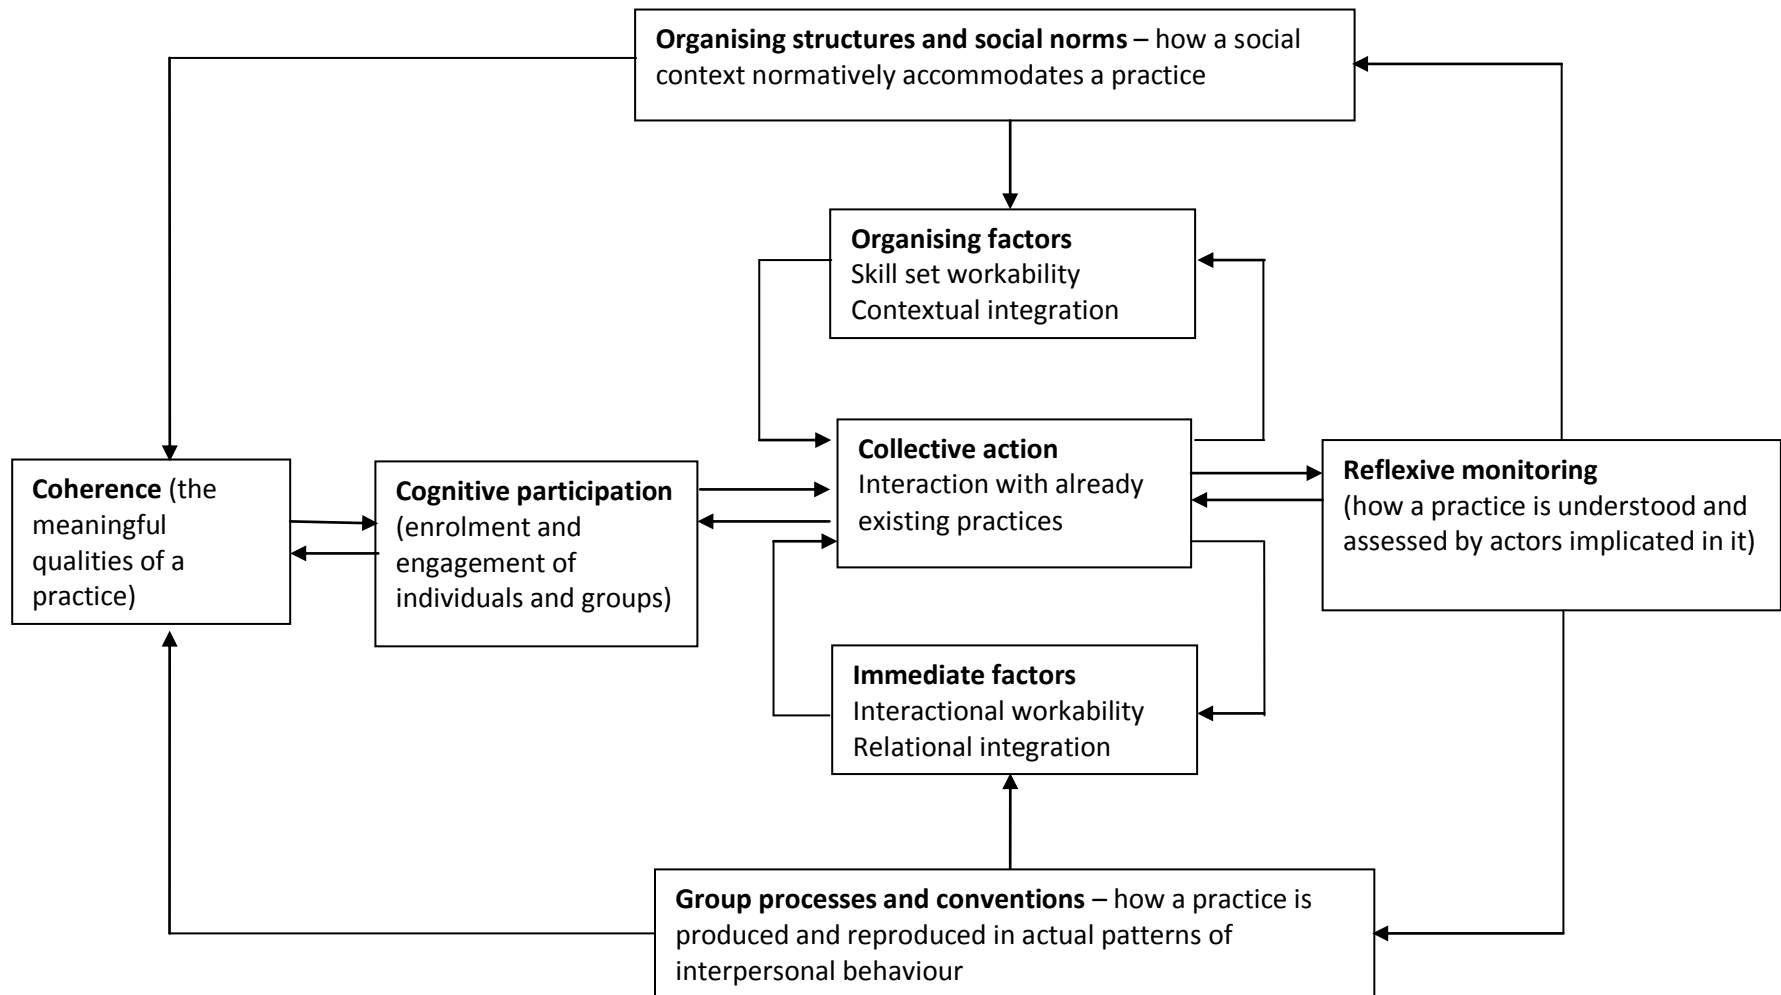 Organising structures and social norms – how a social
context normatively accommodates a practice
Organising factors
Skill set workability
Contextual integration
Coherence (the
meaningful
qualities of a
practice)
Cognitive participation
(enrolment and
engagement of
individuals and groups)
Collective action
Interaction with already
existing practices
Reflexive monitoring
(how a practice is understood and
assessed by actors implicated in it)
Immediate factors
Interactional workability
Relational integration
Group processes and conventions – how a practice is
produced and reproduced in actual patterns of
interpersonal behaviour